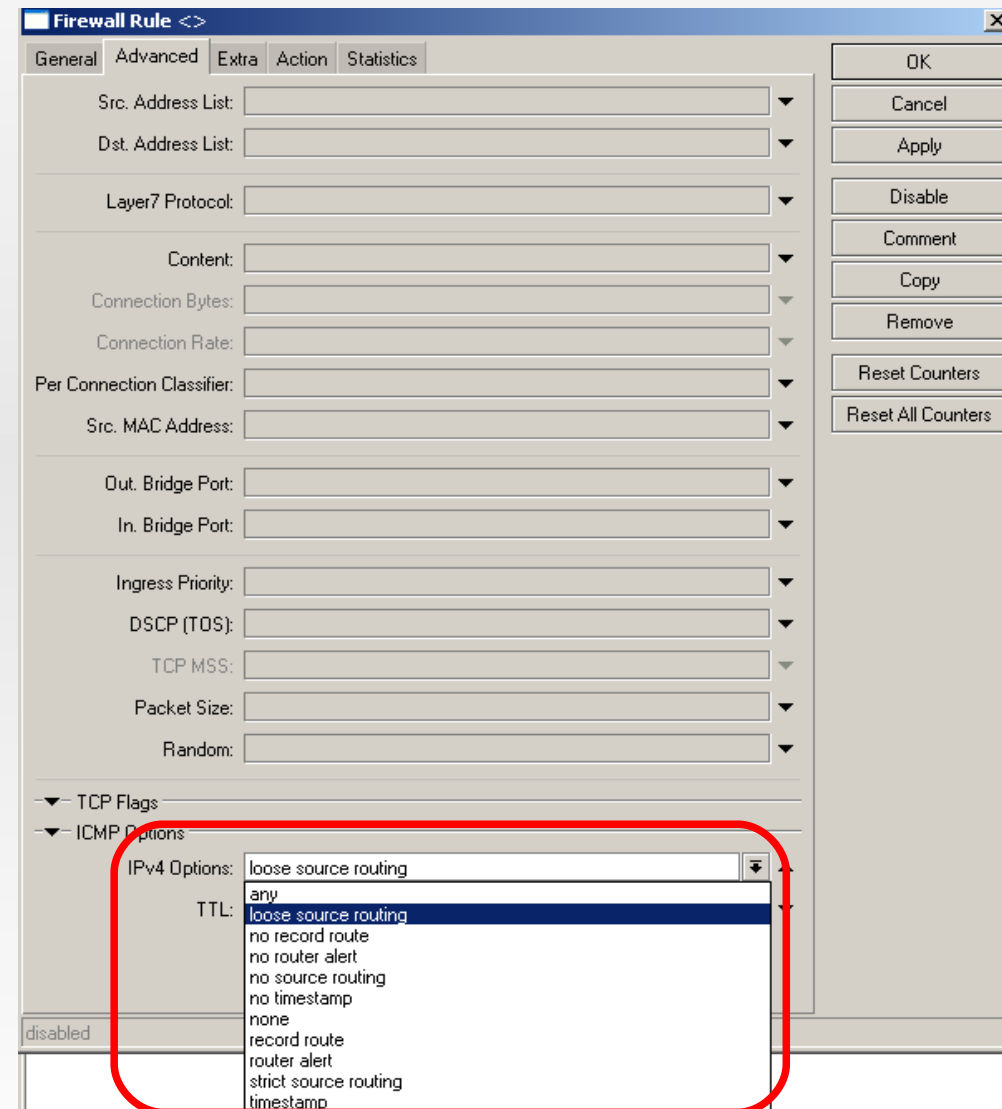 Firewall Rule <>
General Advanced Extra Action Statistics
Src. Address List:
Dst. Address List:
Layer7 Protocol:
Content:
Connection Bytes:
Connection Rate:
Per Connection Classifier:
Src. MAC Address:
Out. Bridge Port:
In. Bridge Port:
Ingress Priority:
DSCP (TOS):
TCP MSS:
Packet Size:
Random:
TCP Flags
ICMP Options
IPv4 Options: loose source routing
TTL:
any
loose source routing
no record route
no router alert
no source routing
no timestamp
none
record route
router alert
strict source routing
timestamp
disabled
OK
Cancel
Apply
Disable
Comment
Copy
Remove
Reset Counters
Reset All Counters